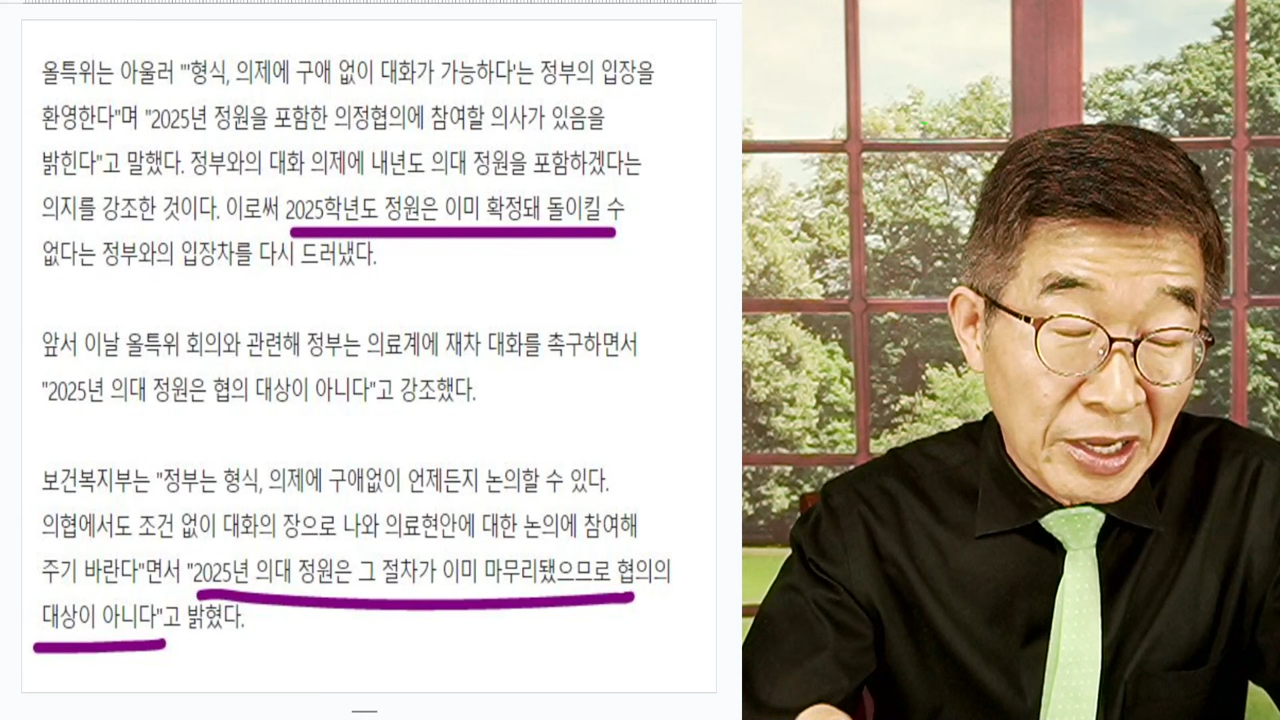 올특위는 아울러 "'형식, 의제에 구애 없이 대화가 가능하다'는 정부의 입장을
환영한다"며 "2025년 정원을 포함한 의정협의에 참여할 의사가 있음을
밝힌다"고 말했다. 정부와의 대화 의제에 내년도 의대 정원을 포함하겠다는
의지를 강조한 것이다. 이로써 2025학년도 정원은 이미 확정돼 돌이킬 수
없다는 정부와의 입장차를 다시 드러냈다.
앞서 이날 올특위 회의와 관련해 정부는 의료계에 재차 대화를 촉구하면서
"2025년 의대 정원은 협의 대상이 아니다"고 강조했다.
보건복지부는 "정부는 형식, 의제에 구애없이 언제든지 논의할 수 있다.
의협에서도 조건 없이 대화의 장으로 나와 의료현안에 대한 논의에 참여해
주기 바란다"면서 "2025년 의대 정원은 그 절차가 이미 마무리됐으므로 협의의
대상이 아니다"고 밝혔다.